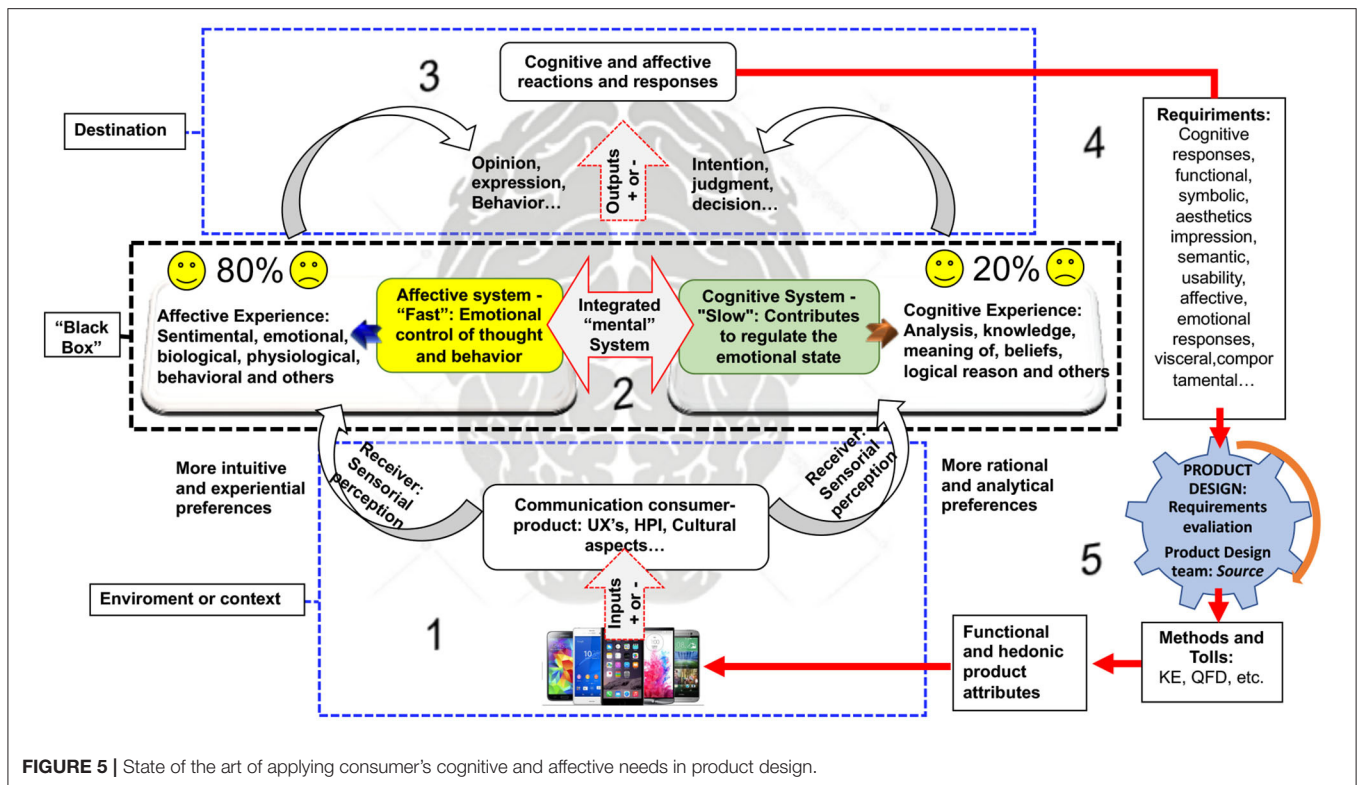 3
Cognitive and affective
reactions and responses
Destination
Opinion,
expression,
Behavior...
Outputs
+ or -
Intention,
judgment,
decision...
4
Requiriments:
Cognitive
responses,
functional,
symbolic,
aesthetics
impression,
semantic,
usability,
affective,
emotional
responses,
visceral,compor
tamental...
"Black
Box"
80%
Affective Experience:
Sentimental, emotional,
biological, physiological,
behavioral and others
Affective system -
“Fast”: Emotional
control of thought
and behavior
Integrated
“mental”
System
2
Cognitive System -
"Slow": Contributes
to regulate the
emotional state
20%
Cognitive Experience:
Analysis, knowledge,
meaning of, beliefs,
logical reason and others
More intuitive
and experiential
preferences
Receiver:
Sensorial
perception
Communication consumer-
product: UX's, HPI, Cultural
aspects...
Receiver:
Sensorial
perception
More rational
and analytical
preferences
Enviroment or context
1
Inputs
+ or -
5
PRODUCT
DESIGN:
Requirements
evaluation
Product Design
team: Source
Functional
and hedonic
product
attributes
Methods and
Tolls:
KE, QFD, etc.
FIGURE 5 | State of the art of applying consumer's cognitive and affective needs in product design.